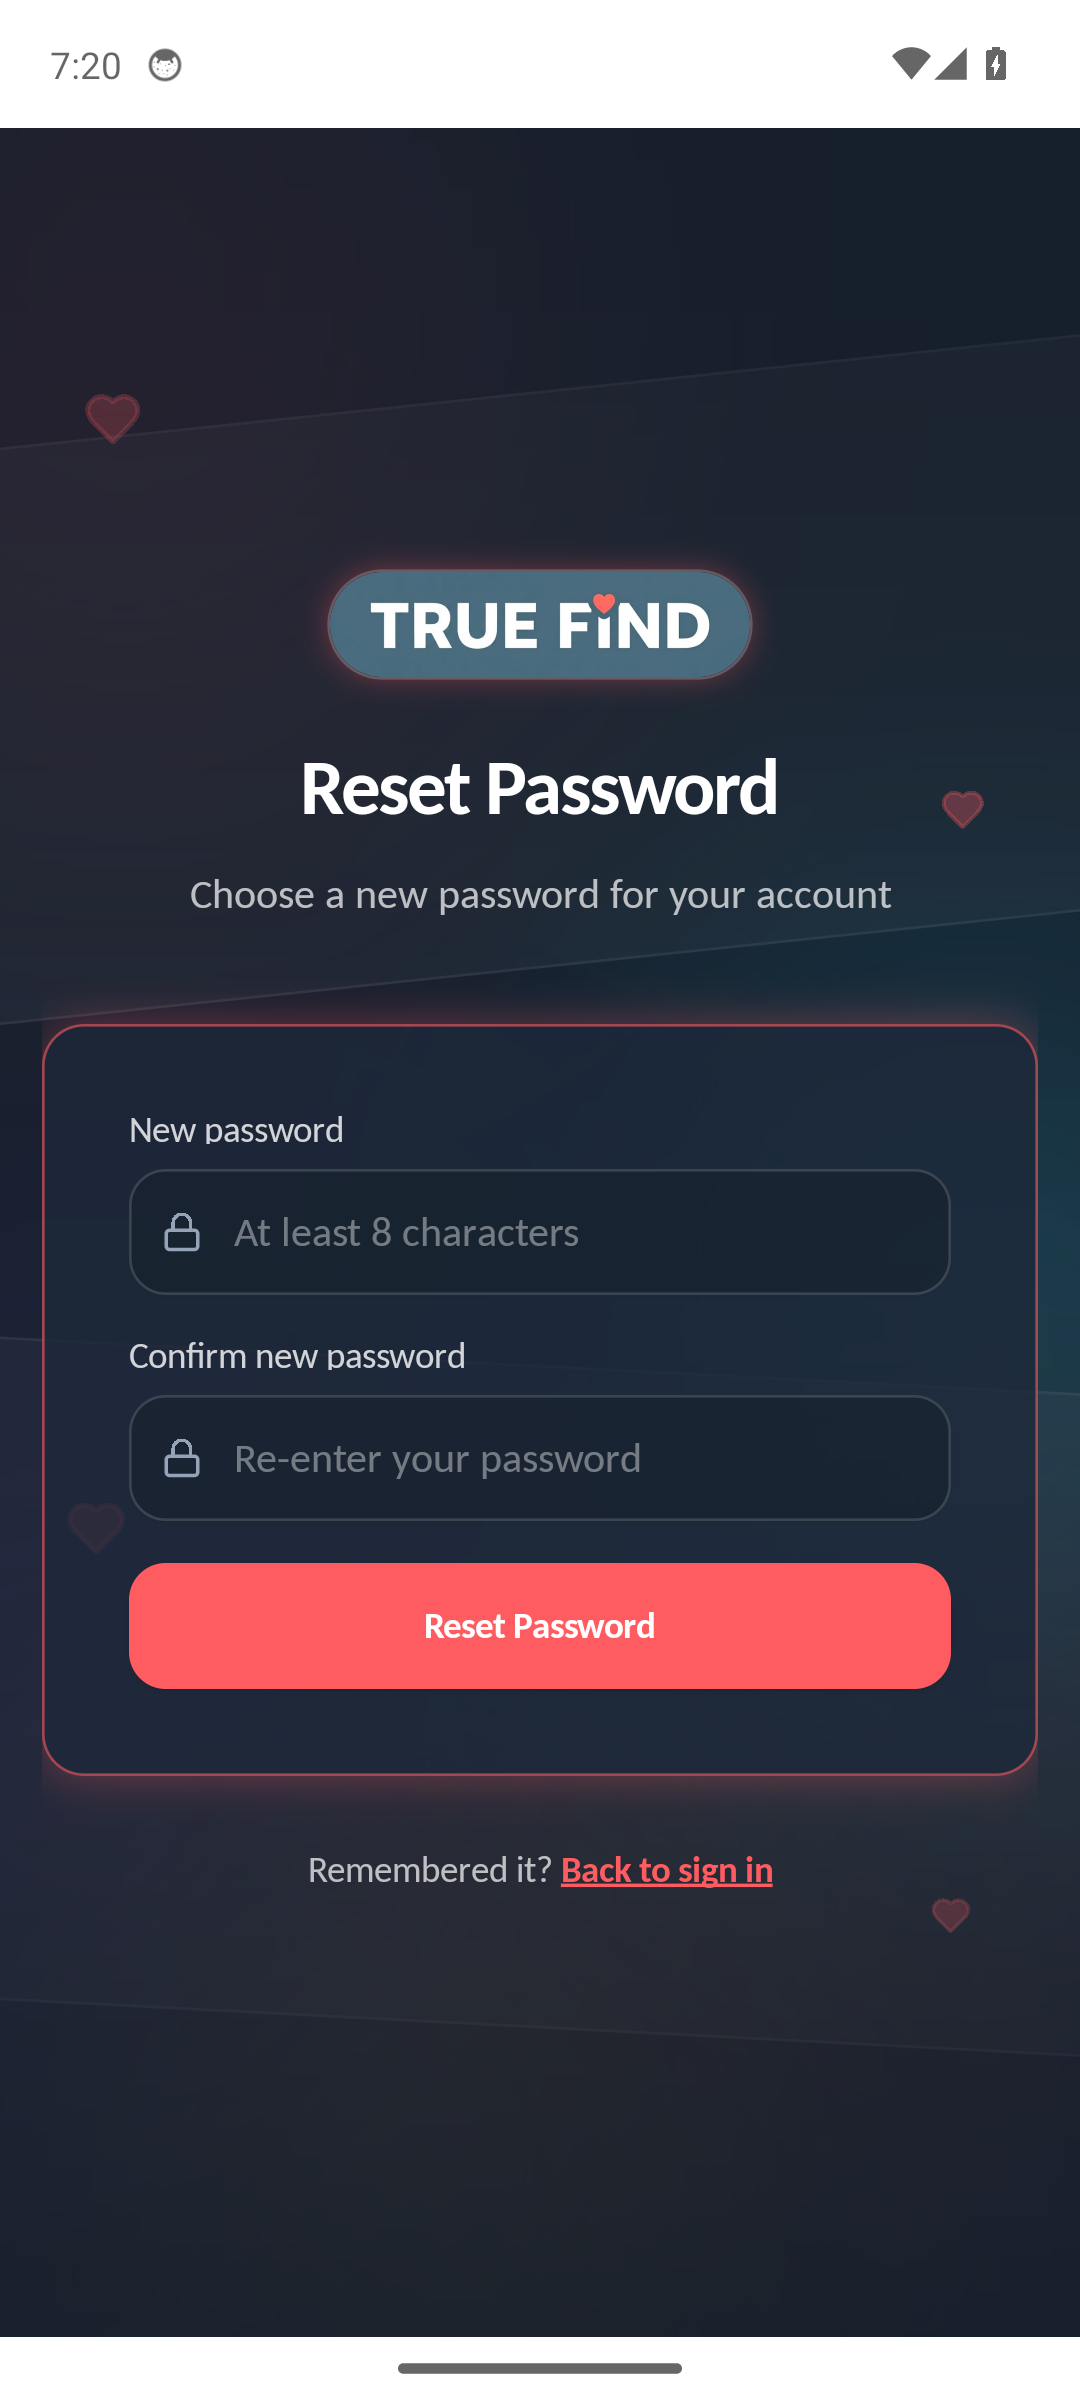 7:20
TRUE FiND
Reset Password
Choose a new password for your account
New password
At least 8 characters
Confirm new password
Re-enter your password
Reset Password
Remembered it? Back to sign in